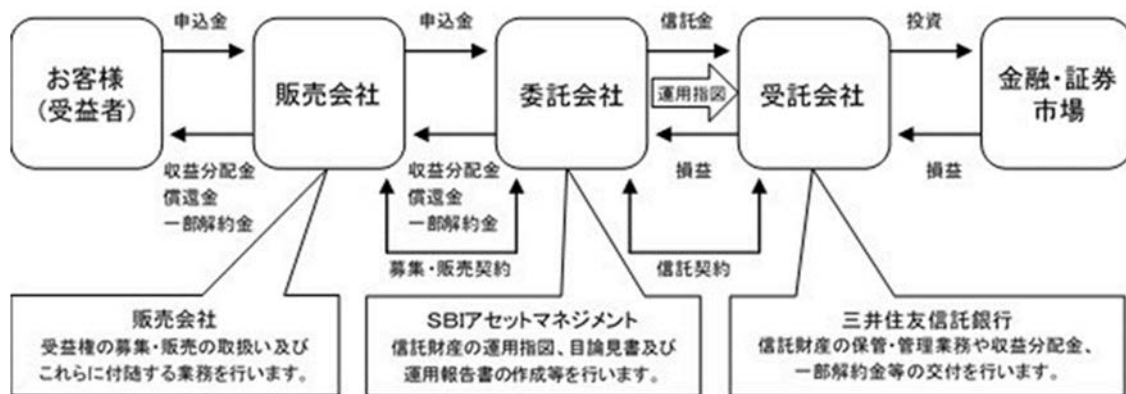 申込金
申込金
信託金
投資
お客様
(受益者)
販売会社
委託会社
運用指図
受託会社
金融・証券
市場
収益分配金
償還金
一部解約金
収益分配金
償還金
一部解約金
損益
損益
募集・販売契約
信託契約
販売会社
受益権の募集・販売の取扱い及び
これらに付随する業務を行います。
SBIアセットマネジメント
信託財産の運用指図、目論見書及び
運用報告書の作成等を行います。
三井住友信託銀行
信託財産の保管・管理業務や収益分配金、
一部解約金等の交付を行います。